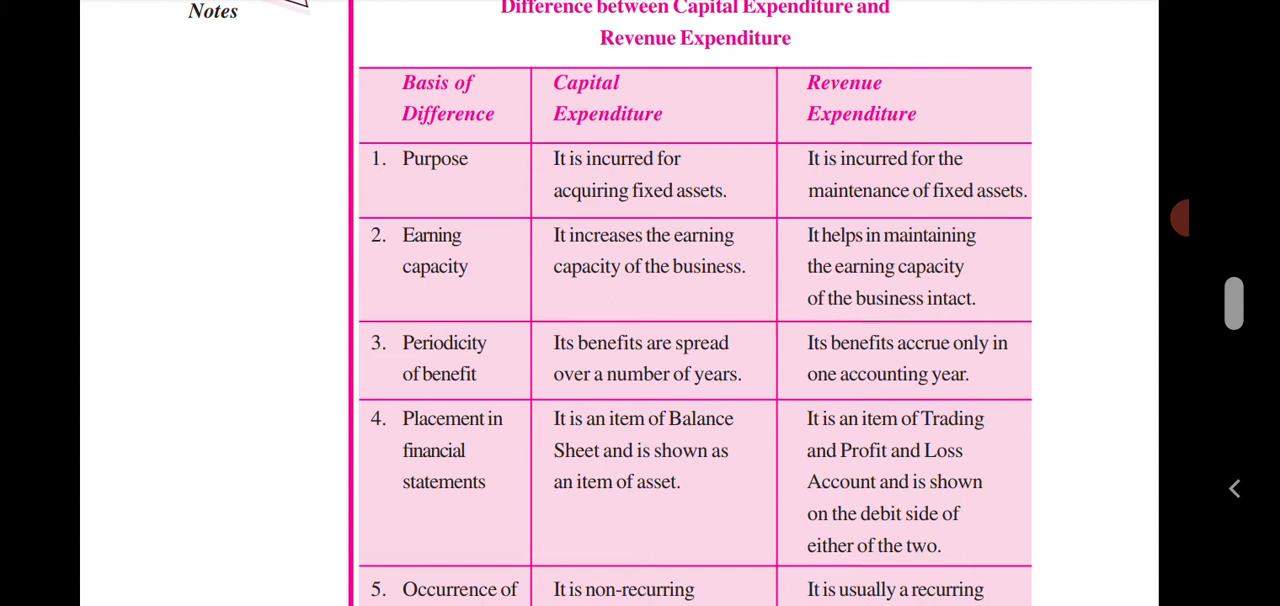 Notes
Difference between Capital Expenditure and
Revenue Expenditure
Basis of Difference
Capital Expenditure
Revenue Expenditure
1. Purpose
It is incurred for
acquiring fixed assets.
It is incurred for the
maintenance of fixed assets.
2. Earning
capacity
It increases the earning
capacity of the business.
It helps in maintaining
the earning capacity
of the business intact.
3. Periodicity
of benefit
Its benefits are spread
over a number of years.
Its benefits accrue only in
one accounting year.
4. Placement in
financial
statements
It is an item of Balance
Sheet and is shown as
an item of asset.
It is an item of Trading
and Profit and Loss
Account and is shown
on the debit side of
either of the two.
5. Occurrence of
It is non-recurring
It is usually a recurring